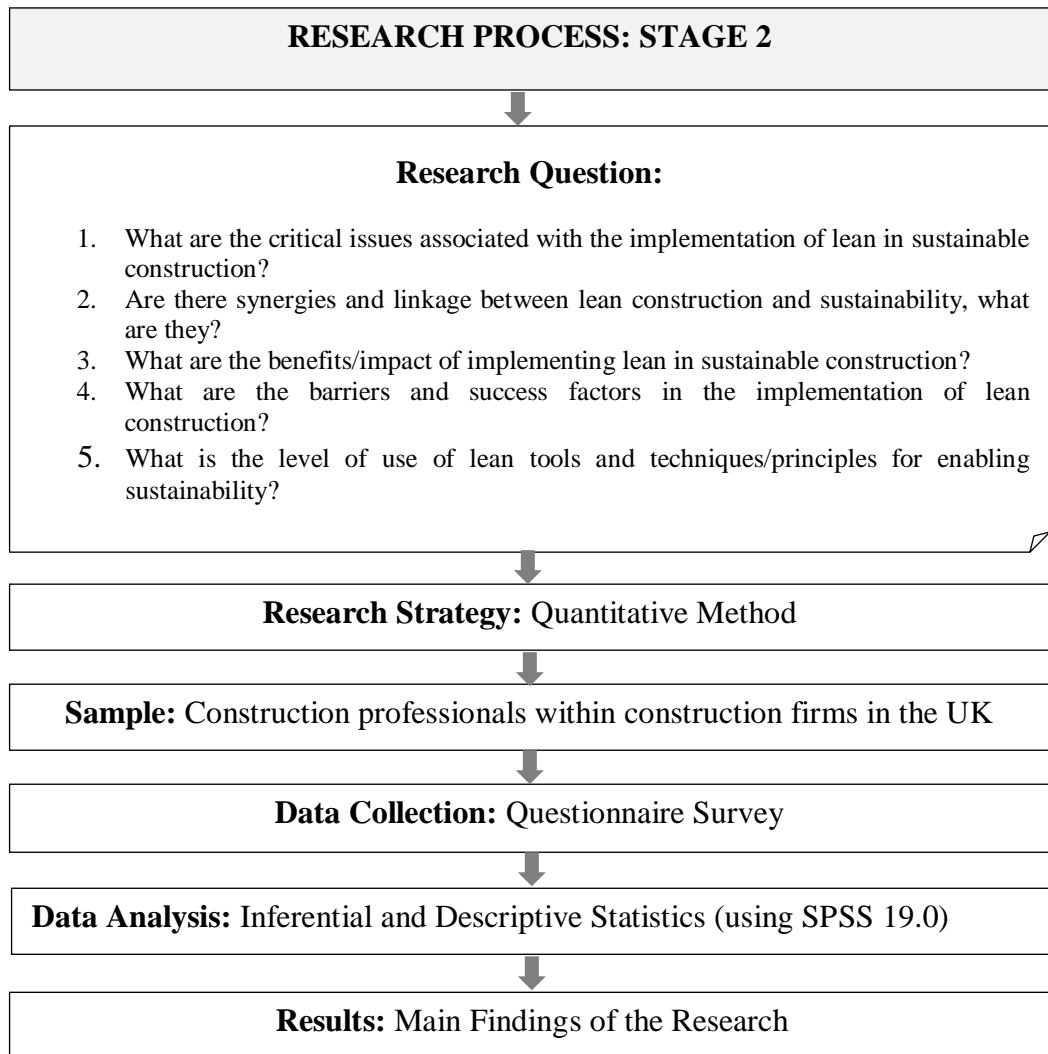 RESEARCH PROCESS: STAGE 2
Research Question:
1. What are the critical issues associated with the implementation of lean in sustainable
construction?
2. Are there synergies and linkage between lean construction and sustainability, what
are they?
3. What are the benefits/impact of implementing lean in sustainable construction?
4. What are the barriers and success factors in the implementation of lean
construction?
5. What is the level of use of lean tools and techniques/principles for enabling
sustainability?
Research Strategy: Quantitative Method
Sample: Construction professionals within construction firms in the UK
Data Collection: Questionnaire Survey
Data Analysis: Inferential and Descriptive Statistics (using SPSS 19.0)
Results: Main Findings of the Research